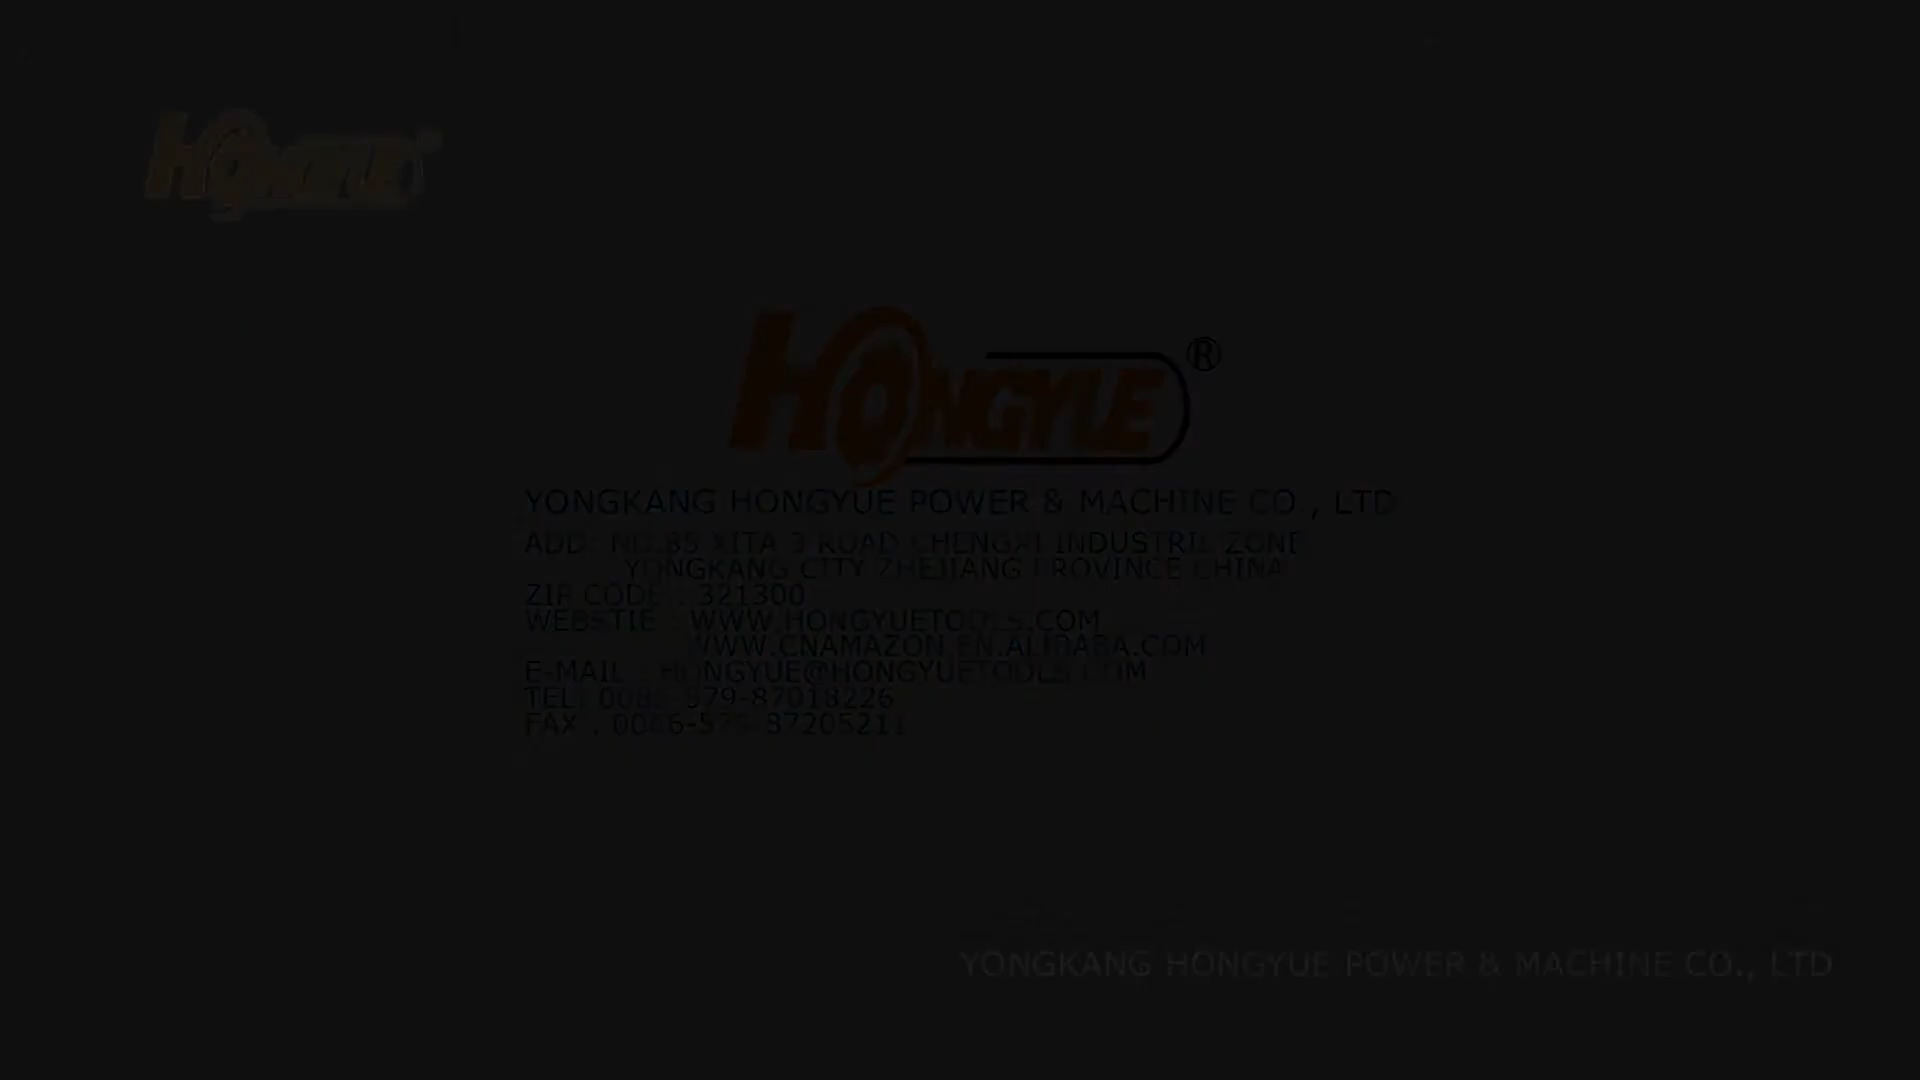 HONGYUE
HONGYUE®
YONGKANG HONGYUE POWER & MACHINE CO., LTD
ADD: NO.85 XITA 3 ROAD CHENGXI INDUSTRIL ZONE
YONGKANG CITY ZHEJIANG PROVINCE CHINA
ZIP CODE : 321300
WEBSTIE : WWW.HONGYUETOOLS.COM
WWW.CNAMAZON.EN.ALIBABA.COM
E-MAIL : HONGYUE@HONGYUETOOLS.COM
TEL: 0086-579-87018226
FAX : 0086-579-87205211
YONGKANG HONGYUE POWER & MACHINE CO., LTD